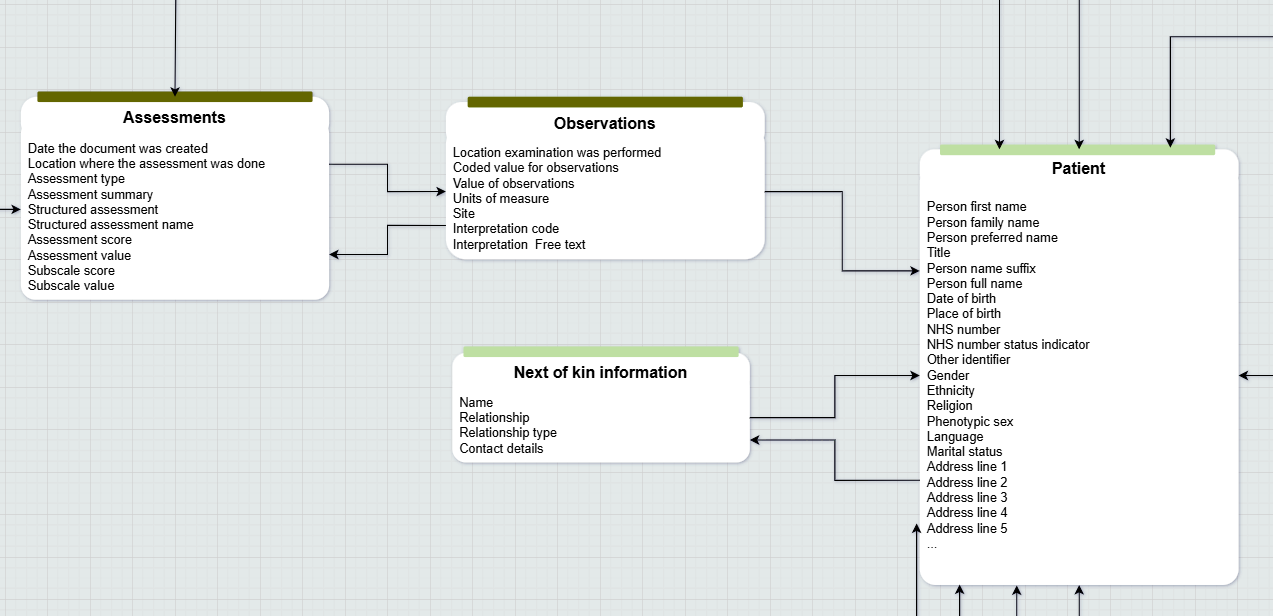 Assessments
Date the document was created
Location where the assessment was done
Assessment type
Assessment summary
Structured assessment
Structured assessment name
Assessment score
Assessment value
Subscale score
Subscale value
Observations
Location examination was performed
Coded value for observations
Value of observations
Units of measure
Site
Interpretation code
Interpretation  Free text
Next of kin information
Name
Relationship
Relationship type
Contact details
Patient
Person first name
Person family name
Person preferred name
Title
Person name suffix
Person full name
Date of birth
Place of birth
NHS number
NHS number status indicator
Other identifier
Gender
Ethnicity
Religion
Phenotypic sex
Language
Marital status
Address line 1
Address line 2
Address line 3
Address line 4
Address line 5
...